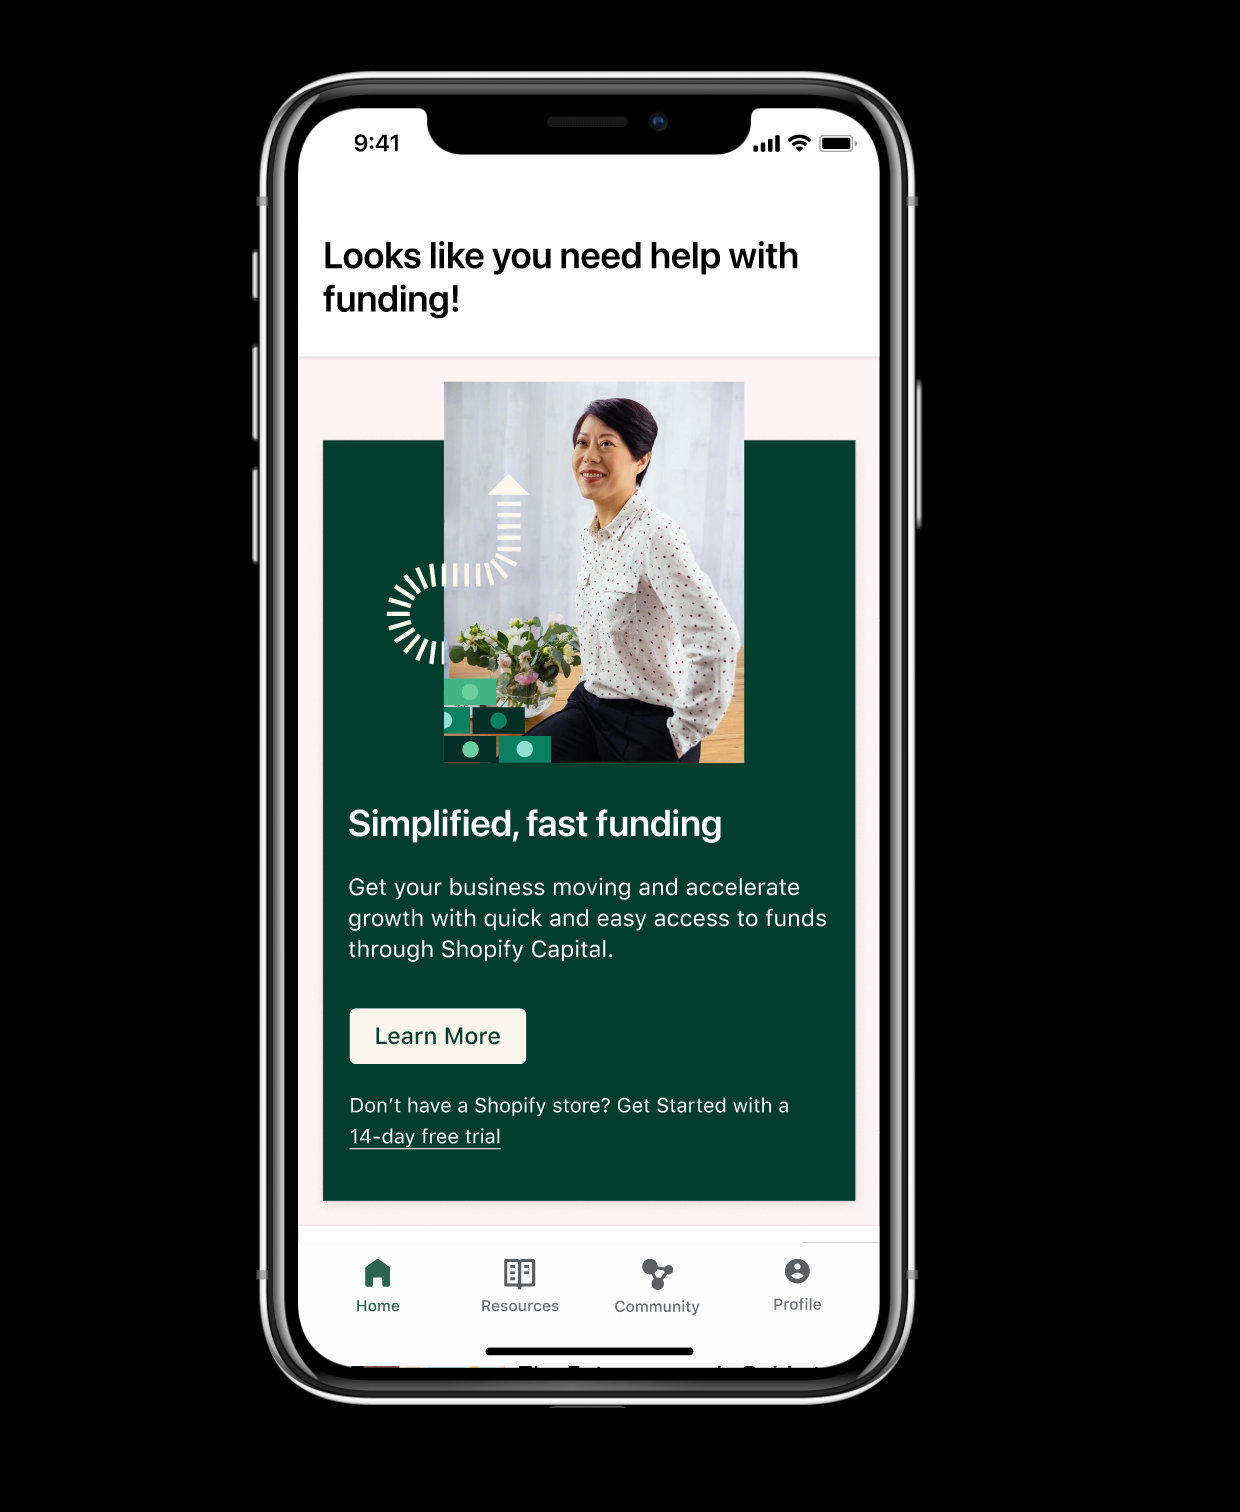 9:41
Looks like you need help with
funding!
Simplified, fast funding
Get your business moving and accelerate
growth with quick and easy access to funds
through Shopify Capital.
Learn More
Don’t have a Shopify store? Get Started with a
14-day free trial
Home
Resources
Community
Profile